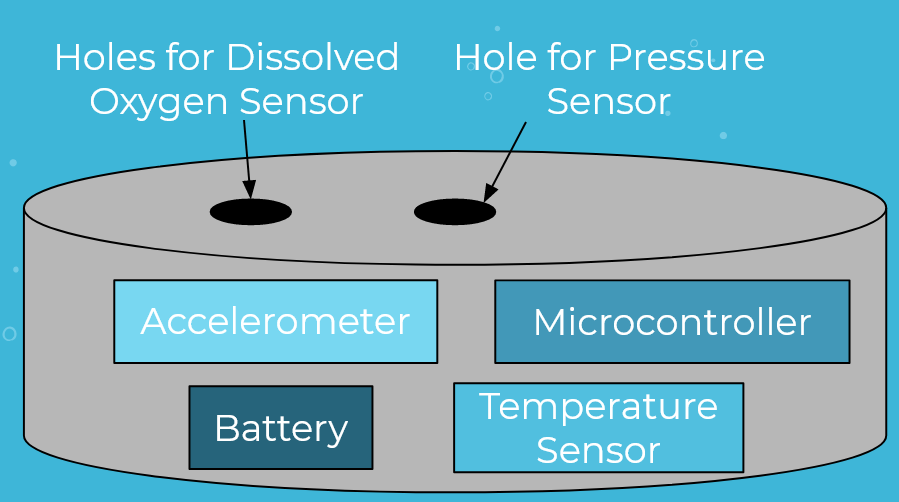 Holes for Dissolved
Oxygen Sensor
Hole for Pressure
Sensor
Accelerometer
Microcontroller
Battery
Temperature
Sensor